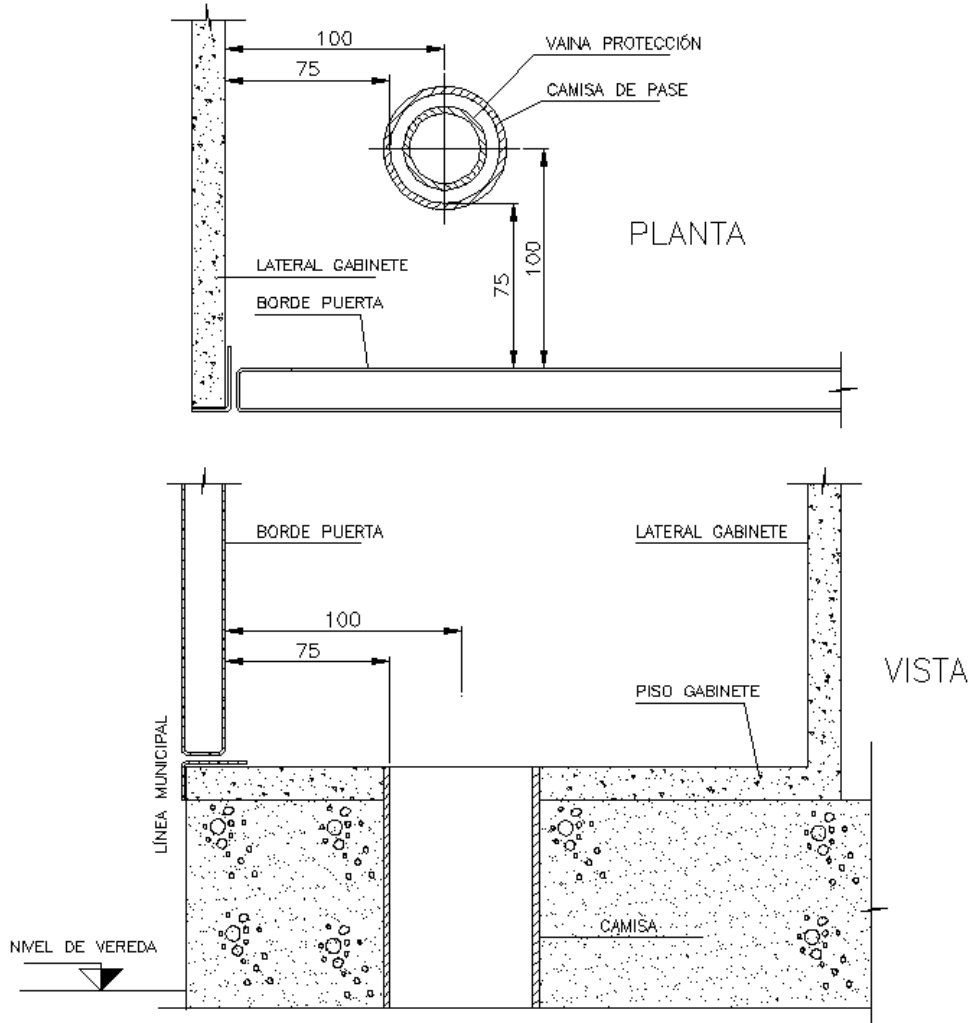 100
VAINA PROTECCIÓN
75
CAMISA DE PASE
PLANTA
100
75
LATERAL GABINETE
BORDE PUERTA
BORDE PUERTA
LATERAL GABINETE
100
75
VISTA
PISO GABINETE
LÍNEA MUNICIPAL
CAMISA
NIVEL DE VEREDA